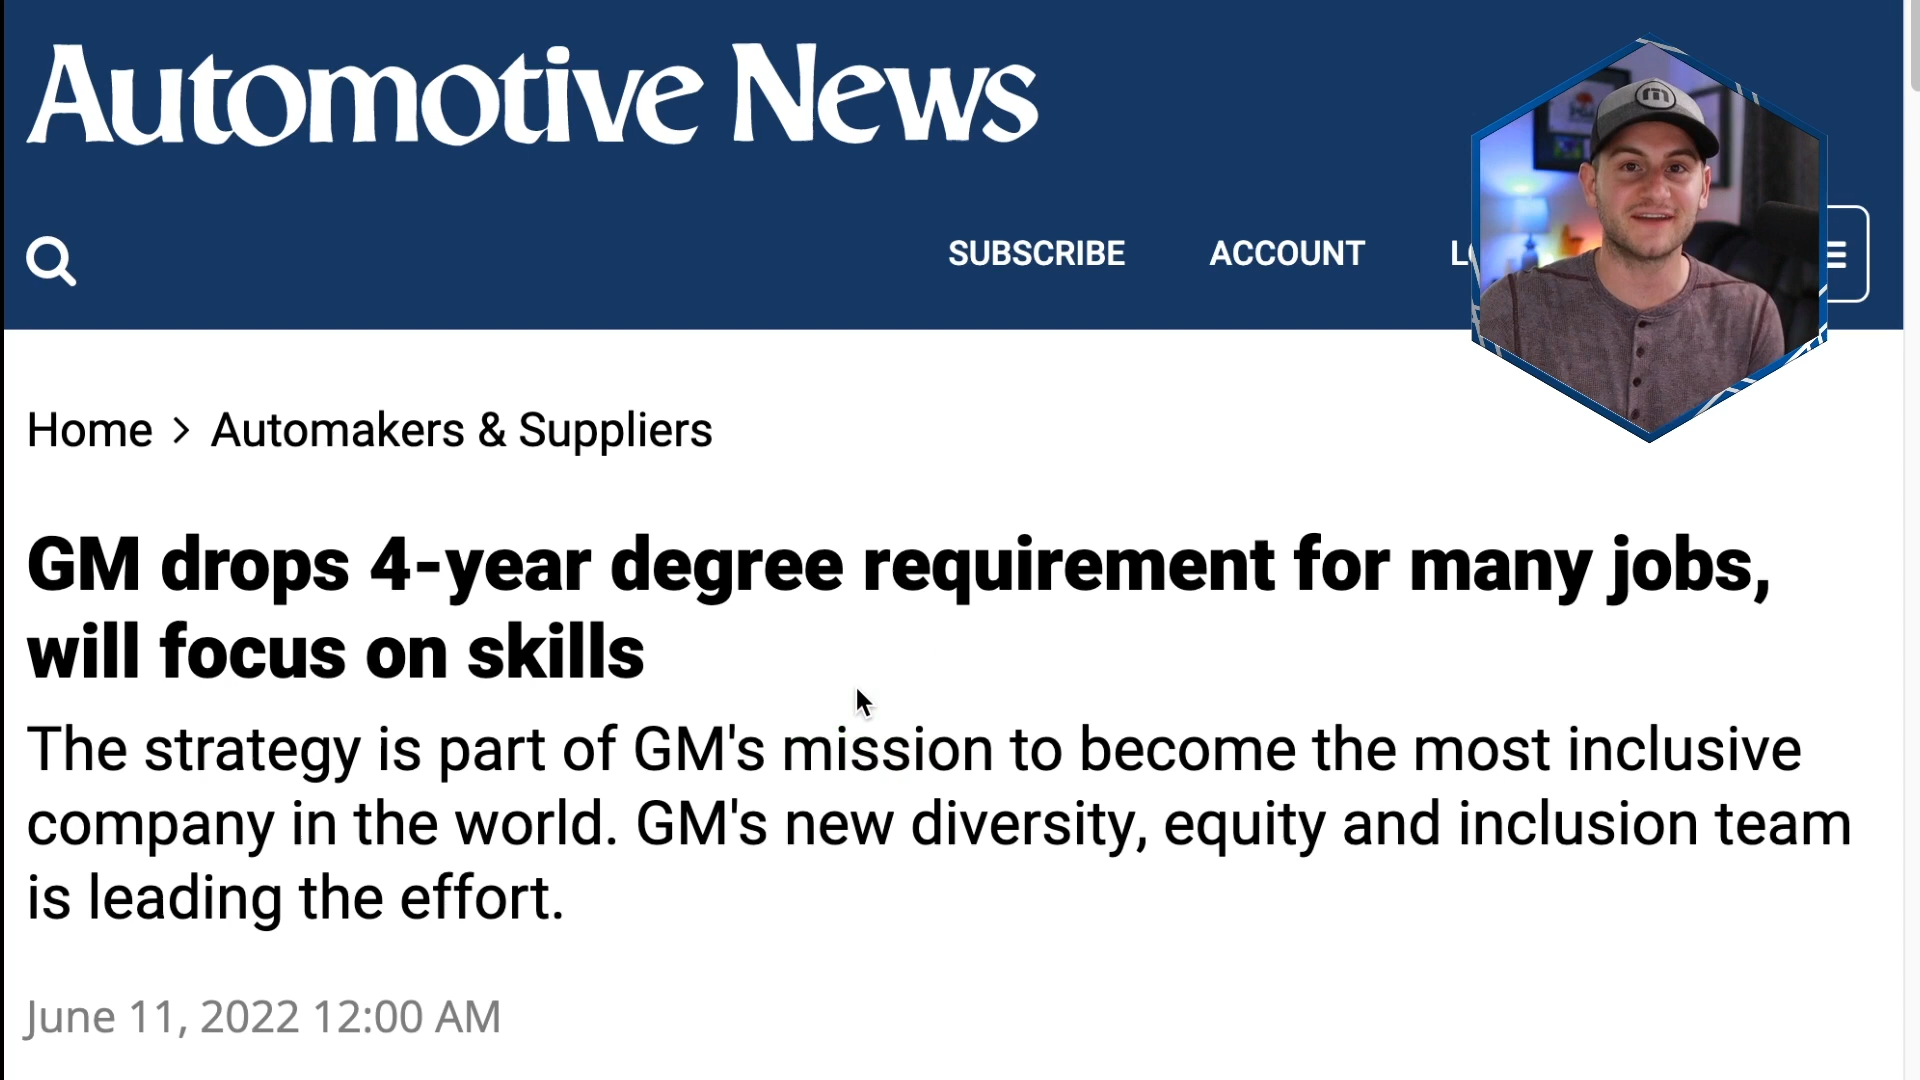 Automotive News
SUBSCRIBE ACCOUNT
Home > Automakers & Suppliers
GM drops 4-year degree requirement for many jobs,
will focus on skills
The strategy is part of GM's mission to become the most inclusive
company in the world. GM's new diversity, equity and inclusion team
is leading the effort.
June 11, 2022 12:00 AM